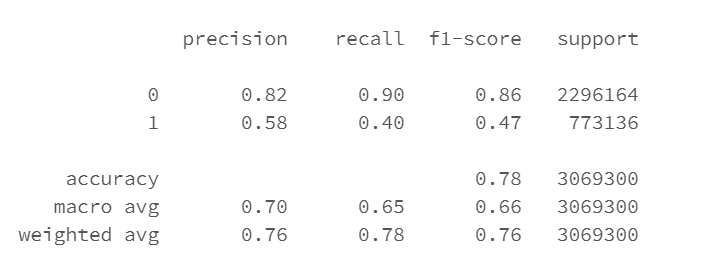 precision recall f1-score support
0 0.82 0.90 0.86 2296164
1 0.58 0.40 0.47 773136
accuracy 0.78 3069300
macro avg 0.70 0.65 0.66 3069300
weighted avg 0.76 0.78 0.76 3069300